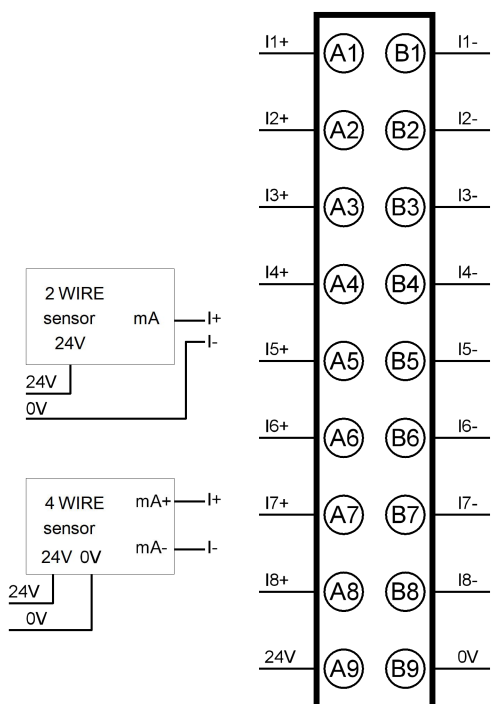 I1+ A1 B1 I1-
I2+ A2 B2 I2-
I3+ A3 B3 I3-
I4+ A4 B4 I4-
I5+ A5 B5 I5-
I6+ A6 B6 I6-
I7+ A7 B7 I7-
I8+ A8 B8 I8-
24V A9 B9 0V
2 WIRE
sensor mA I+
24V I-
24V
0V
4 WIRE mA+ I+
sensor
mA- I-
24V 0V
24V
0V